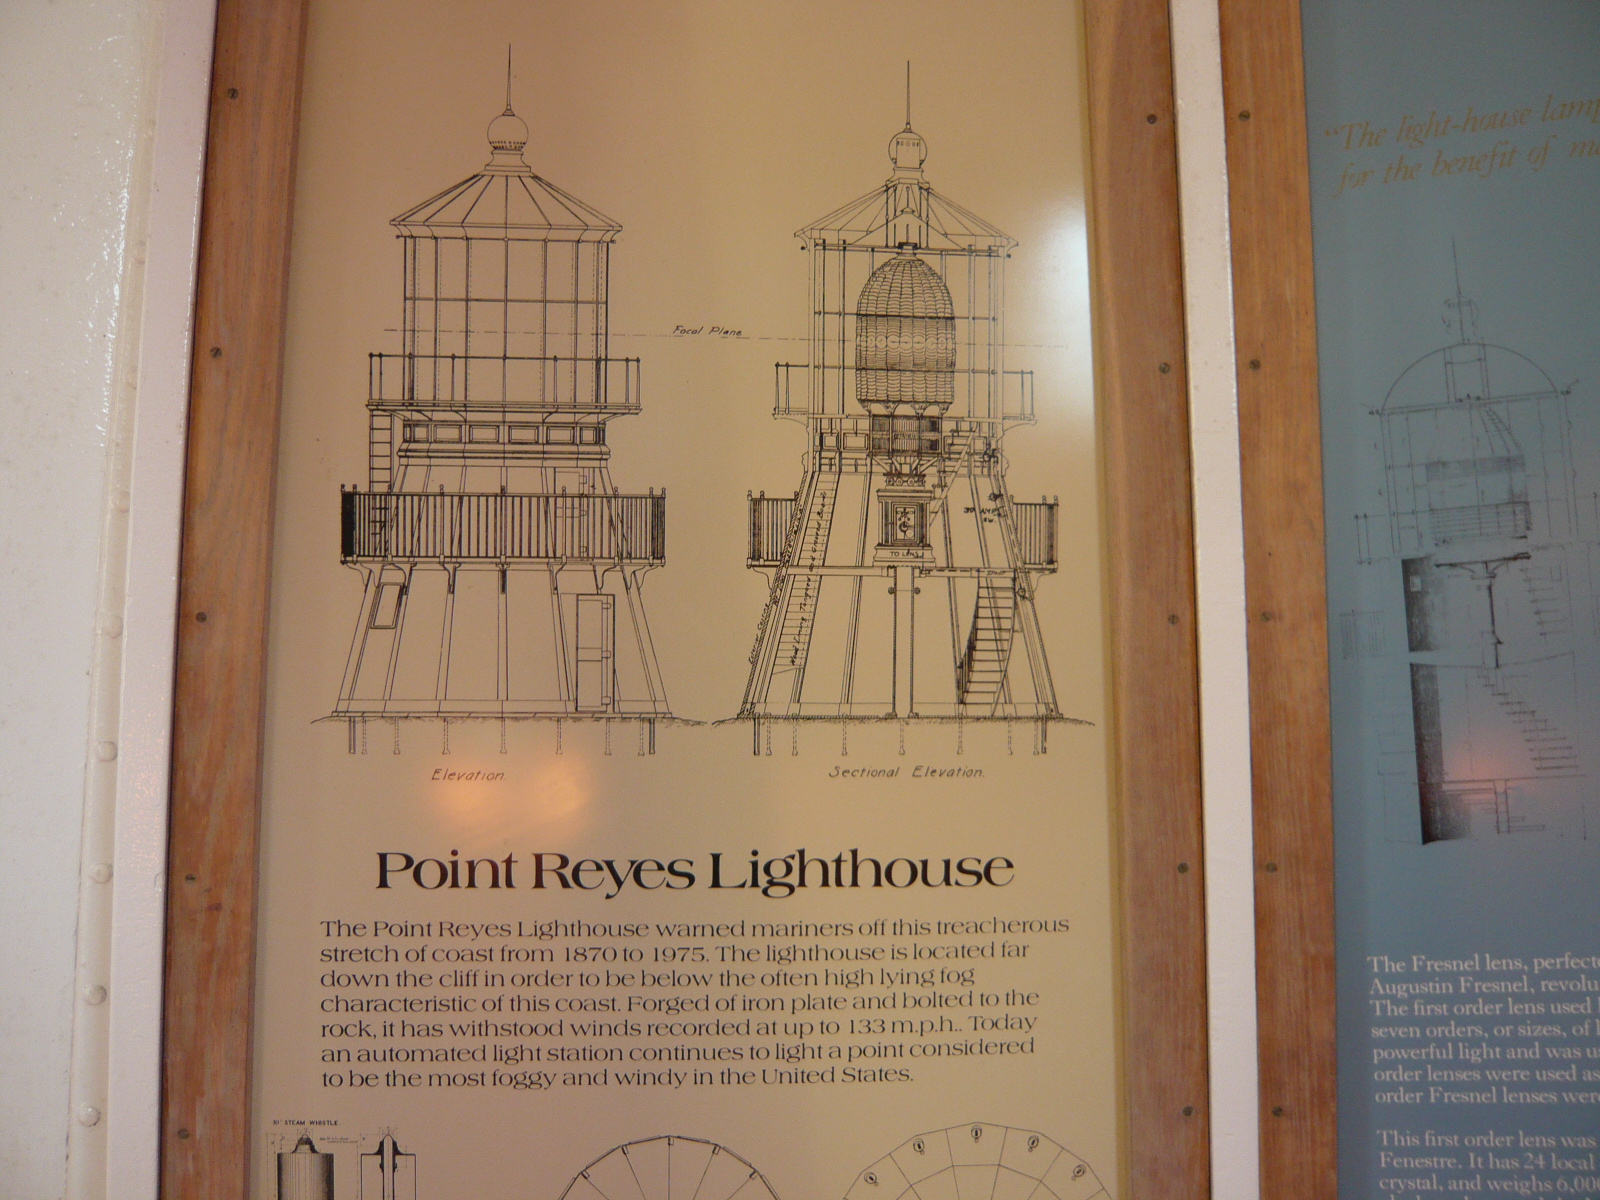 Focal Plane
TO LENS
Elevation.
Sectional Elevation.
Point Reyes Lighthouse
The Point Reyes Lighthouse warned mariners off this treacherous
stretch of coast from 1870 to 1975. The lighthouse is located far
down the cliff in order to be below the often high lying fog
characteristic of this coast. Forged of iron plate and bolted to the
rock, it has withstood winds recorded at up to 133 m.p.h.. Today
an automated light station continues to light a point considered
to be the most foggy and windy in the United States.
10" STEAM WHISTLE.
"The light-house lamp
for the benefit of
The Fresnel lens,
Augustin Fresnel,
The first order lens used
seven orders, or sizes, of
powerful light and was
order lenses were used as
order Fresnel lenses were
This first order lens was
Fenestre. It has 24 local
crystal, and weighs